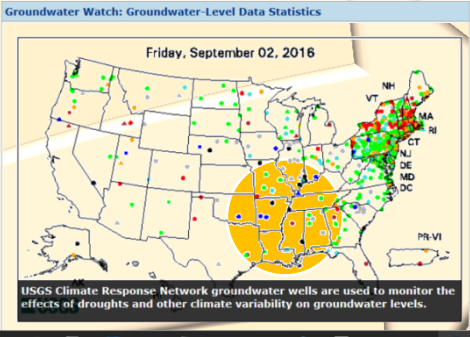 Groundwater Watch: Groundwater-Level Data Statistics
Friday, September 02, 2016
NH
VT
MA
RI
CT
NJ
DE
MD
DC
PR-VI
AK
USGS Climate Response Network groundwater wells are used to monitor the
effects of droughts and other climate variability on groundwater levels.